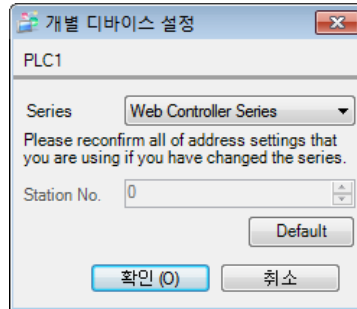 개별 디바이스 설정
PLC1
Series Web Controller Series
Please reconfirm all of address settings that
you are using if you have changed the series.
Station No. 0
Default
확인 (O) 취소